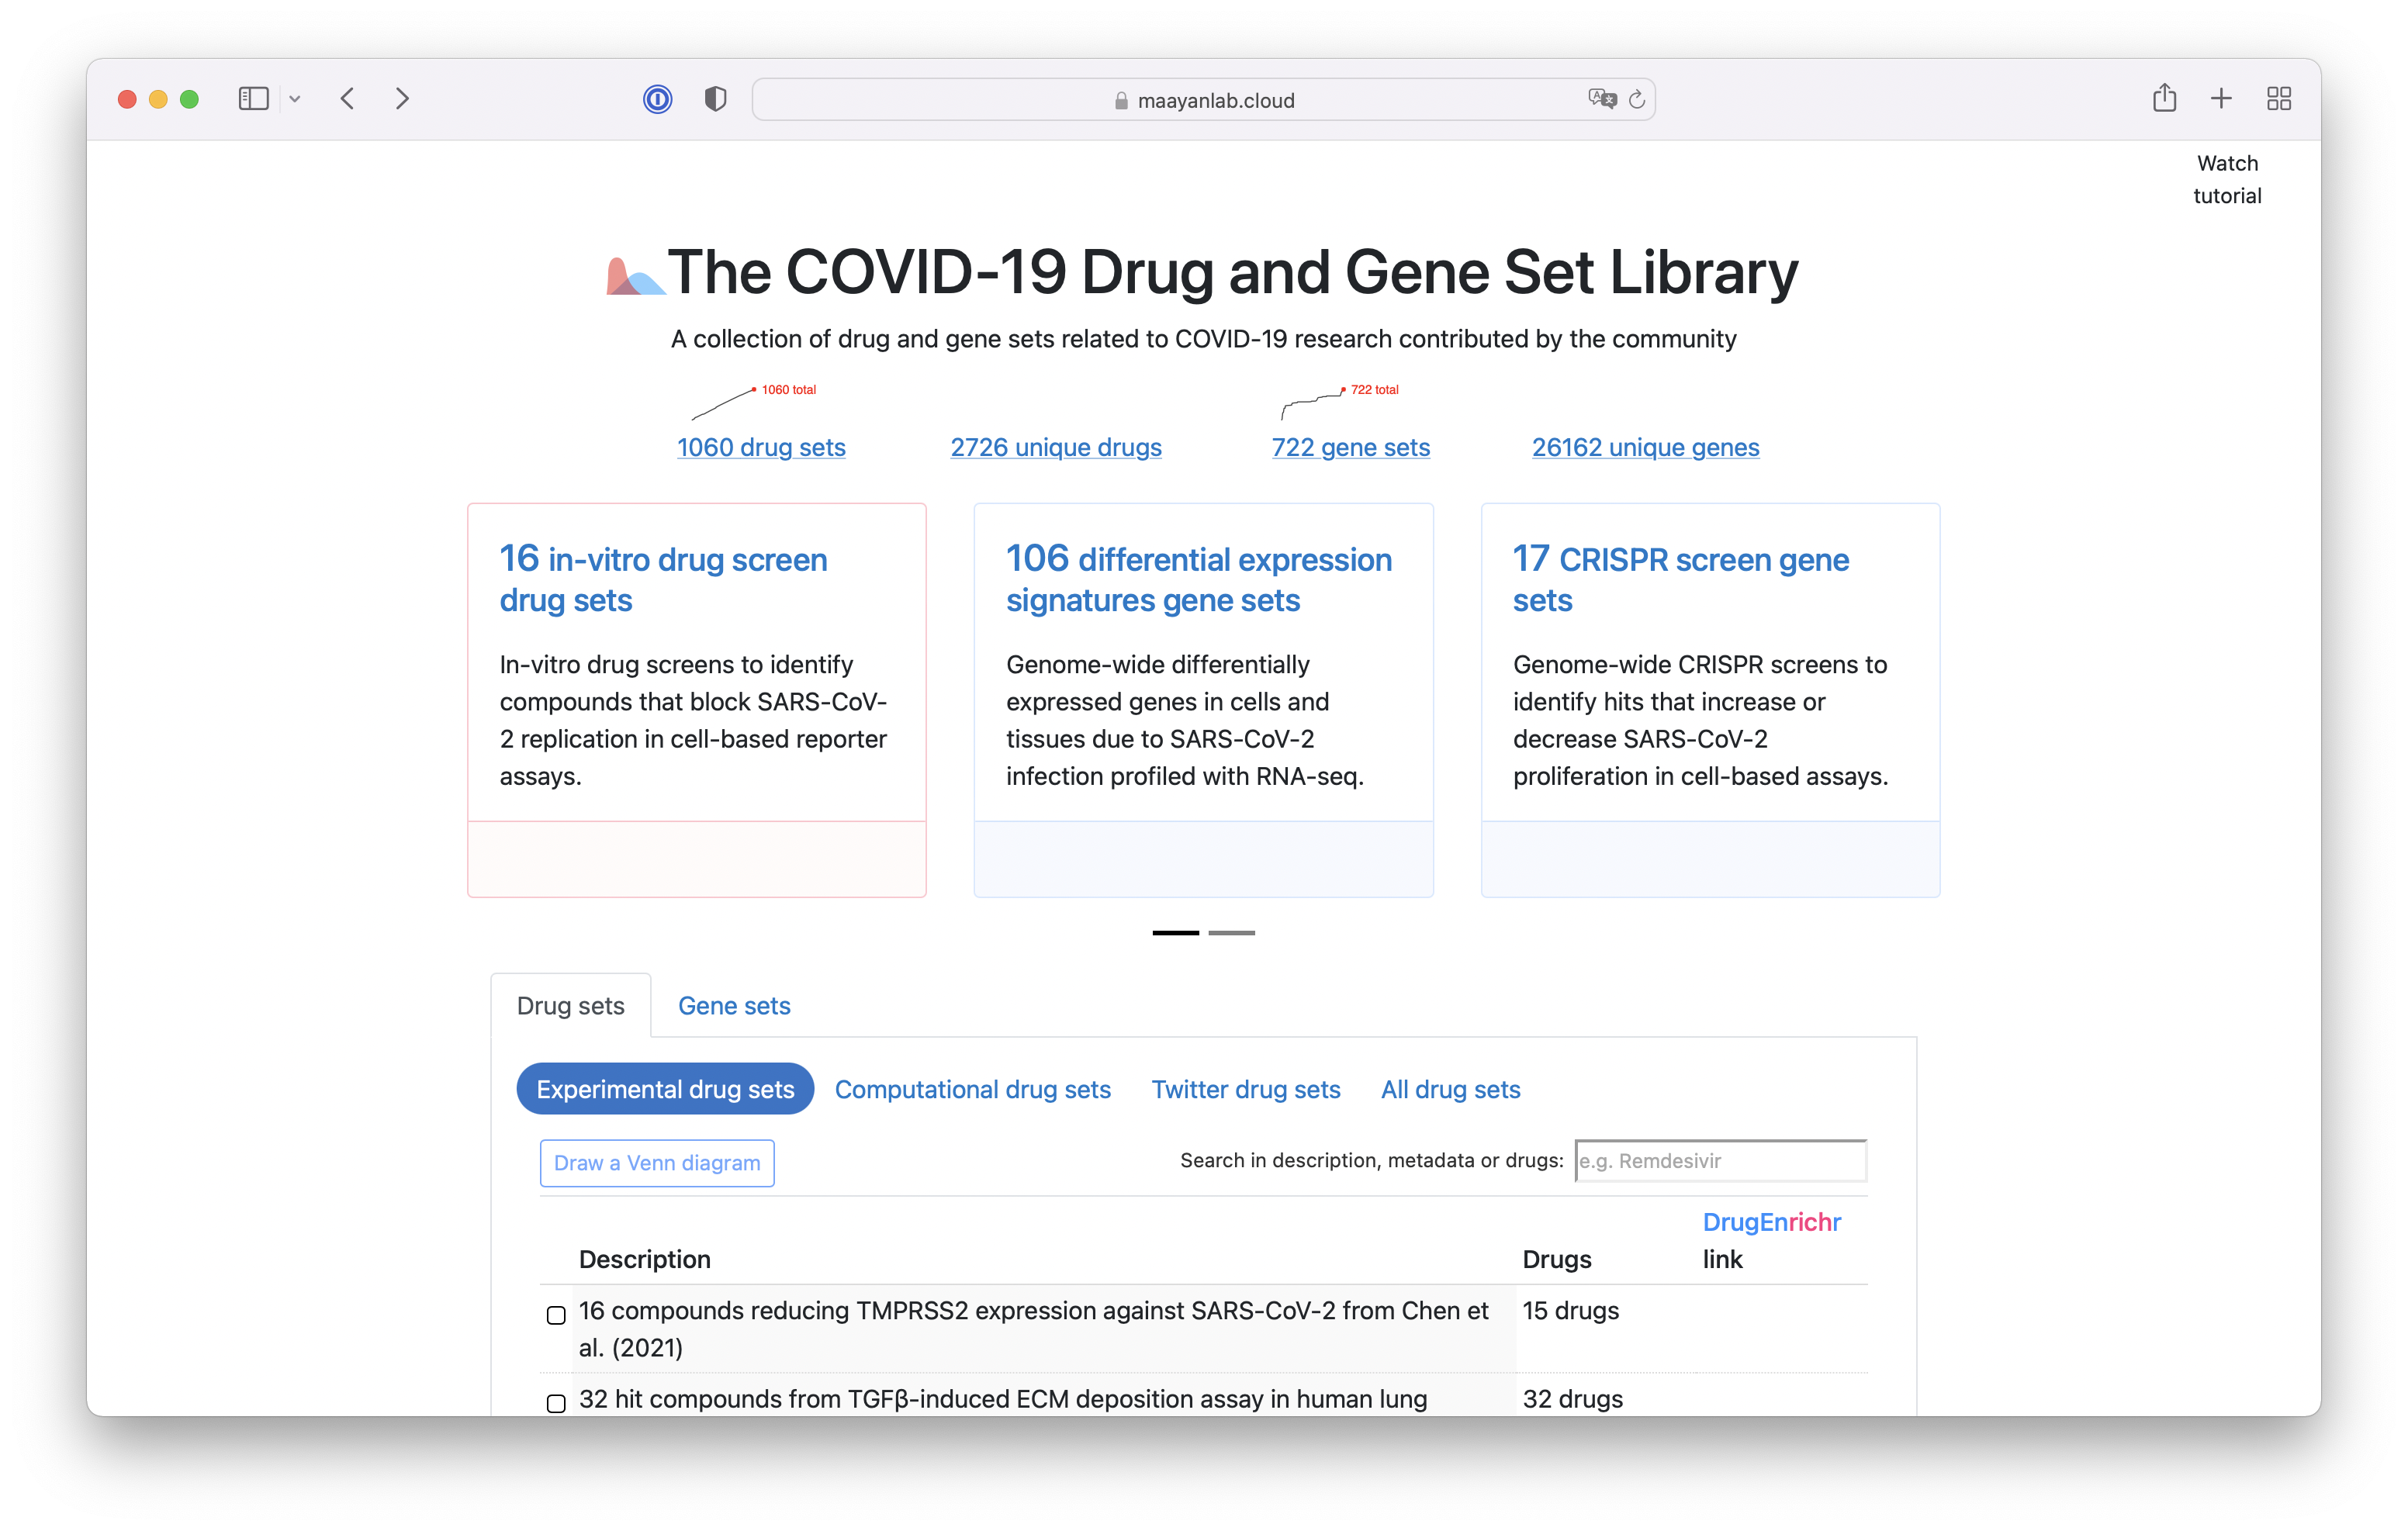 maayanlab.cloud
Watch
tutorial
The COVID-19 Drug and Gene Set Library
A collection of drug and gene sets related to COVID-19 research contributed by the community
1060 total
722 total
1060 drug sets
2726 unique drugs
722 gene sets
26162 unique genes
16 in-vitro drug screen
drug sets
In-vitro drug screens to identify
compounds that block SARS-CoV-
2 replication in cell-based reporter
assays.
106 differential expression
signatures gene sets
Genome-wide differentially
expressed genes in cells and
tissues due to SARS-CoV-2
infection profiled with RNA-seq.
17 CRISPR screen gene
sets
Genome-wide CRISPR screens to
identify hits that increase or
decrease SARS-CoV-2
proliferation in cell-based assays.
Drug sets
Gene sets
Experimental drug sets
Computational drug sets
Twitter drug sets
All drug sets
Draw a Venn diagram
Search in description, metadata or drugs:
e.g. Remdesivir
Description
Drugs
DrugEnrichr
link
16 compounds reducing TMPRSS2 expression against SARS-CoV-2 from Chen et
al. (2021)
15 drugs
32 hit compounds from TGFβ-induced ECM deposition assay in human lung
32 drugs